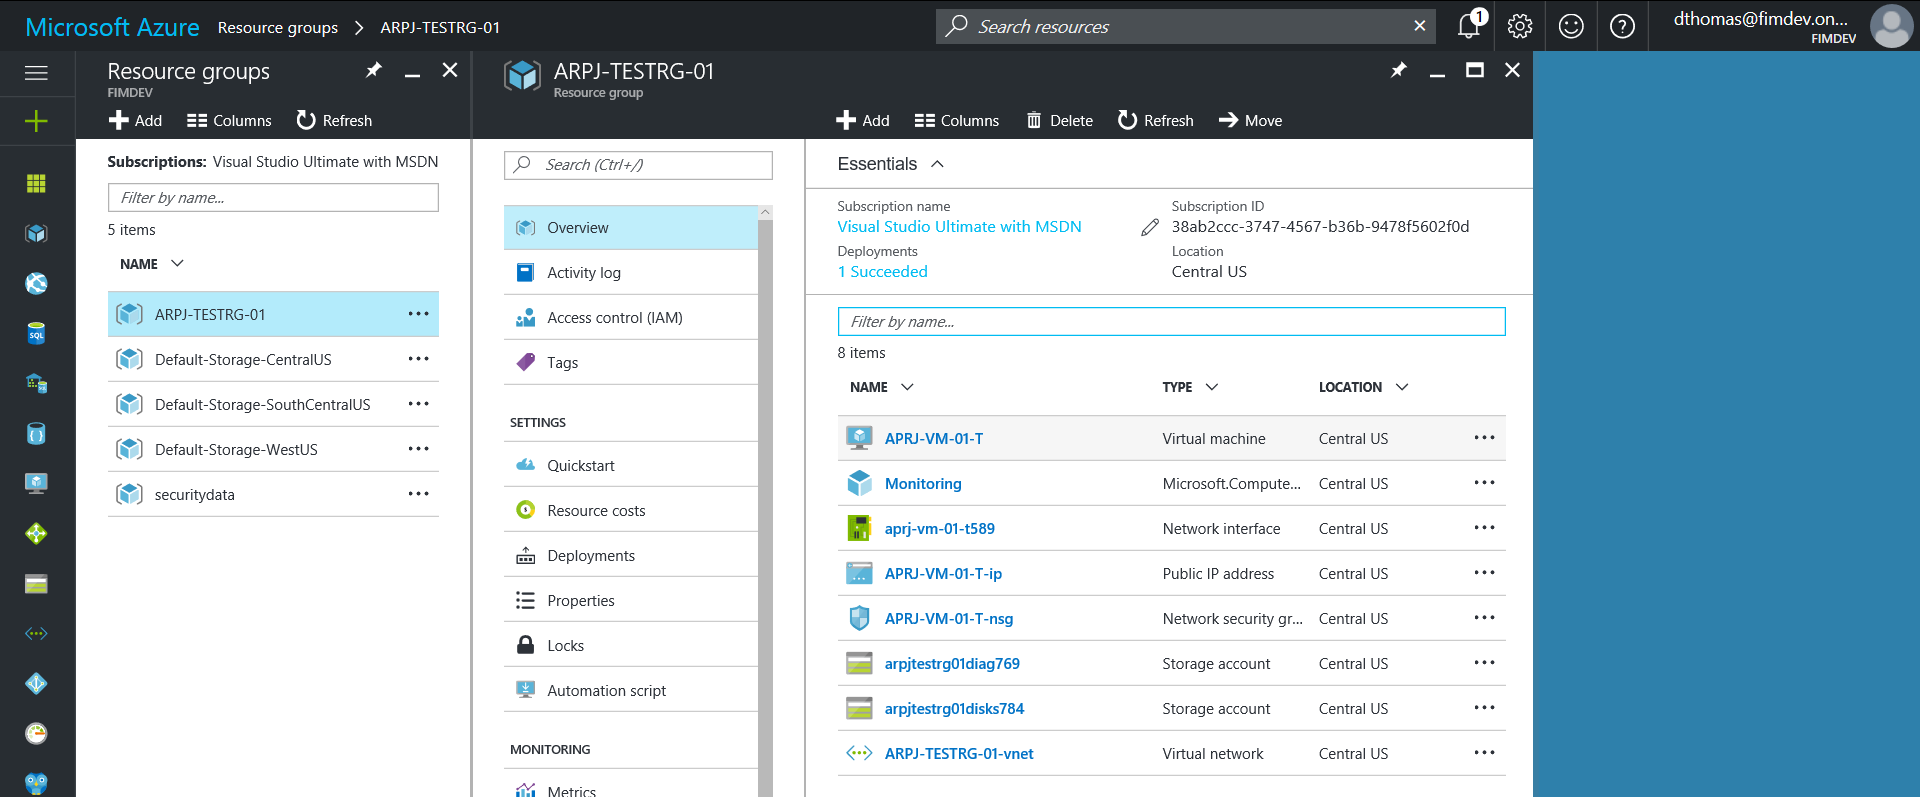 Microsoft Azure Resource groups > ARPJ-TESTRG-01
Search resources
1
dthomas@fimdev.on...
FIMDEV
Resource groups
FIMDEV
Add Columns Refresh
Subscriptions: Visual Studio Ultimate with MSDN
Filter by name...
5 items
NAME
ARPJ-TESTRG-01
Default-Storage-CentralUS
Default-Storage-SouthCentralUS
Default-Storage-WestUS
securitydata
ARPJ-TESTRG-01
Resource group
Add Columns Delete Refresh Move
Search (Ctrl+/)
Overview
Activity log
Access control (IAM)
Tags
SETTINGS
Quickstart
Resource costs
Deployments
Properties
Locks
Automation script
MONITORING
Metrics
Essentials
Subscription name
Visual Studio Ultimate with MSDN
Deployments
1 Succeeded
Subscription ID
38ab2ccc-3747-4567-b36b-9478f5602f0d
Location
Central US
Filter by name...
8 items
NAME TYPE LOCATION
APRJ-VM-01-T Virtual machine Central US
Monitoring Microsoft.Compute... Central US
aprj-vm-01-t589 Network interface Central US
APRJ-VM-01-T-ip Public IP address Central US
APRJ-VM-01-T-nsg Network security gr... Central US
arpjtestrg01diag769 Storage account Central US
arpjtestrg01disks784 Storage account Central US
ARPJ-TESTRG-01-vnet Virtual network Central US
SQL